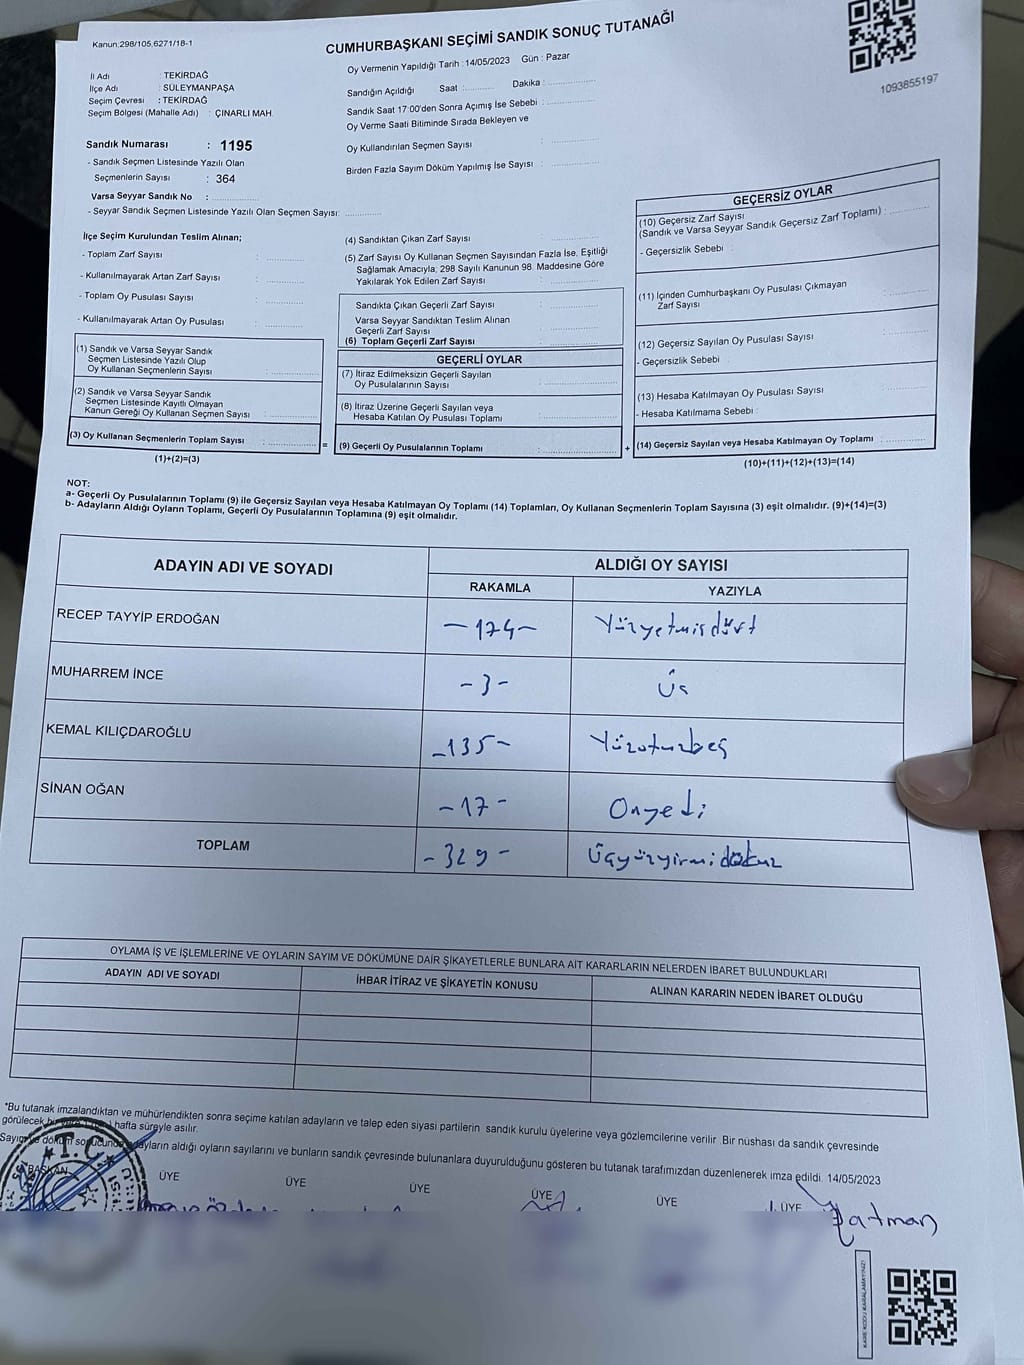 Kanun;298/105,6271/18-1
CUMHURBAŞKANI SEÇİMİ SANDIK SONUÇ TUTANAĞI
1093855197
İl Adı : TEKİRDAĞ
İlçe Adı : SÜLEYMANPAŞA
Seçim Çevresi : TEKİRDAĞ
Seçim Bölgesi (Mahalle Adı) : ÇINARLI MAH.
Sandık Numarası : 1195
- Sandık Seçmen Listesinde Yazılı Olan
Seçmenlerin Sayısı : 364
Varsa Seyyar Sandık No :
- Seyyar Sandık Seçmen Listesinde Yazılı Olan Seçmen Sayısı:
Oy Vermenin Yapıldığı Tarih :14/05/2023 Gün : Pazar
Sandığın Açıldığı Saat : Dakika :
Sandık Saat 17:00'den Sonra Açımış İse Sebebi :
Oy Verme Saati Bitiminde Sırada Bekleyen ve
Oy Kullandırılan Seçmen Sayısı :
Birden Fazla Sayım Döküm Yapılmış İse Sayısı :
İlçe Seçim Kurulundan Teslim Alınan;
- Toplam Zarf Sayısı :
- Kullanılmayarak Artan Zarf Sayısı :
- Toplam Oy Pusulası Sayısı :
- Kullanılmayarak Artan Oy Pusulası :
(1) Sandık ve Varsa Seyyar Sandık
Seçmen Listesinde Yazılı Olup
Oy Kullanan Seçmenlerin Sayısı :
(2) Sandık ve Varsa Seyyar Sandık
Seçmen Listesinde Kayıtlı Olmayan
Kanun Gereği Oy Kullanan Seçmen Sayısı :
(3) Oy Kullanan Seçmenlerin Toplam Sayısı :
(1)+(2)=(3)
=
(4) Sandıktan Çıkan Zarf Sayısı
(5) Zarf Sayısı Oy Kullanan Seçmen Sayısından Fazla İse, Eşitliği
Sağlamak Amacıyla; 298 Sayılı Kanunun 98. Maddesine Göre
Yakılarak Yok Edilen Zarf Sayısı :
Sandıkta Çıkan Geçerli Zarf Sayısı :
Varsa Seyyar Sandıktan Teslim Alınan
Geçerli Zarf Sayısı
(6) Toplam Geçerli Zarf Sayısı :
GEÇERLİ OYLAR
(7) İtiraz Edilmeksizin Geçerli Sayılan
Oy Pusulalarının Sayısı :
(8) İtiraz Üzerine Geçerli Sayılan veya
Hesaba Katılan Oy Pusulası Toplamı :
(9) Geçerli Oy Pusulalarının Toplamı :
+
GEÇERSİZ OYLAR
(10) Geçersiz Zarf Sayısı
(Sandık ve Varsa Seyyar Sandık Geçersiz Zarf Toplamı) :
- Geçersizlik Sebebi :
(11) İçinden Cumhurbaşkanı Oy Pusulası Çıkmayan
Zarf Sayısı
(12) Geçersiz Sayılan Oy Pusulası Sayısı :
- Geçersizlik Sebebi :
(13) Hesaba Katılmayan Oy Pusulası Sayısı :
- Hesaba Katılmama Sebebi :
(14) Geçersiz Sayılan veya Hesaba Katılmayan Oy Toplamı :
(10)+(11)+(12)+(13)=(14)
NOT:
a- Geçerli Oy Pusulalarının Toplamı (9) ile Geçersiz Sayılan veya Hesaba Katılmayan Oy Toplamı (14) Toplamları, Oy Kullanan Seçmenlerin Toplam Sayısına (3) eşit olmalıdır. (9)+(14)=(3)
b- Adayların Aldığı Oyların Toplamı, Geçerli Oy Pusulalarının Toplamına (9) eşit olmalıdır.
ADAYIN ADI VE SOYADI ALDIĞI OY SAYISI
RAKAMLA YAZIYLA
RECEP TAYYİP ERDOĞAN -174- Yüzyetmişdört
MUHARREM İNCE -3- Üç
KEMAL KILIÇDAROĞLU -135- Yüzotuzbeş
SİNAN OĞAN -17- Onyedi
TOPLAM -329- Üçyüzyirmidokuz
OYLAMA İŞ VE İŞLEMLERİNE VE OYLARIN SAYIM VE DÖKÜMÜNE DAİR ŞİKAYETLERLE BUNLARA AİT KARARLARIN NELERDEN İBARET BULUNDUKLARI
ADAYIN ADI VE SOYADI İHBAR İTİRAZ VE ŞİKAYETİN KONUSU ALINAN KARARIN NEDEN İBARET OLDUĞU
*Bu tutanak imzalandıktan ve mühürlendikten sonra seçime katılan adayların ve talep eden siyasi partilerin sandık kurulu üyelerine veya gözlemcilerine verilir. Bir nüshası da sandık çevresinde
görülecek bir hafta süreyle asılır.
Sayım ve döküm sonucunda adayların aldığı oyların sayılarını ve bunların sandık çevresinde bulunanlara duyurulduğunu gösteren bu tutanak tarafımızdan düzenlenerek imza edildi. 14/05/2023
T.C.
BAŞKAN ÜYE ÜYE ÜYE ÜYE ÜYE ÜYE
KARE KODU KARALAMAYINIZ!